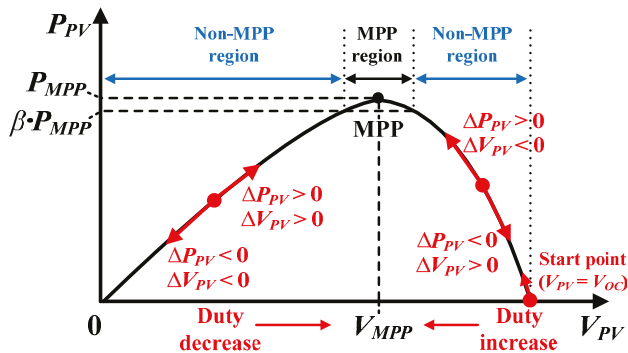 P_PV
Non-MPP
region
MPP
region
Non-MPP
region
P_MPP
β·P_MPP
MPP
ΔP_PV > 0
ΔV_PV < 0
ΔP_PV > 0
ΔV_PV > 0
ΔP_PV < 0
ΔV_PV < 0
ΔP_PV < 0
ΔV_PV > 0
Start point
(V_PV = V_OC)
0
Duty
decrease
V_MPP
Duty
increase
V_PV